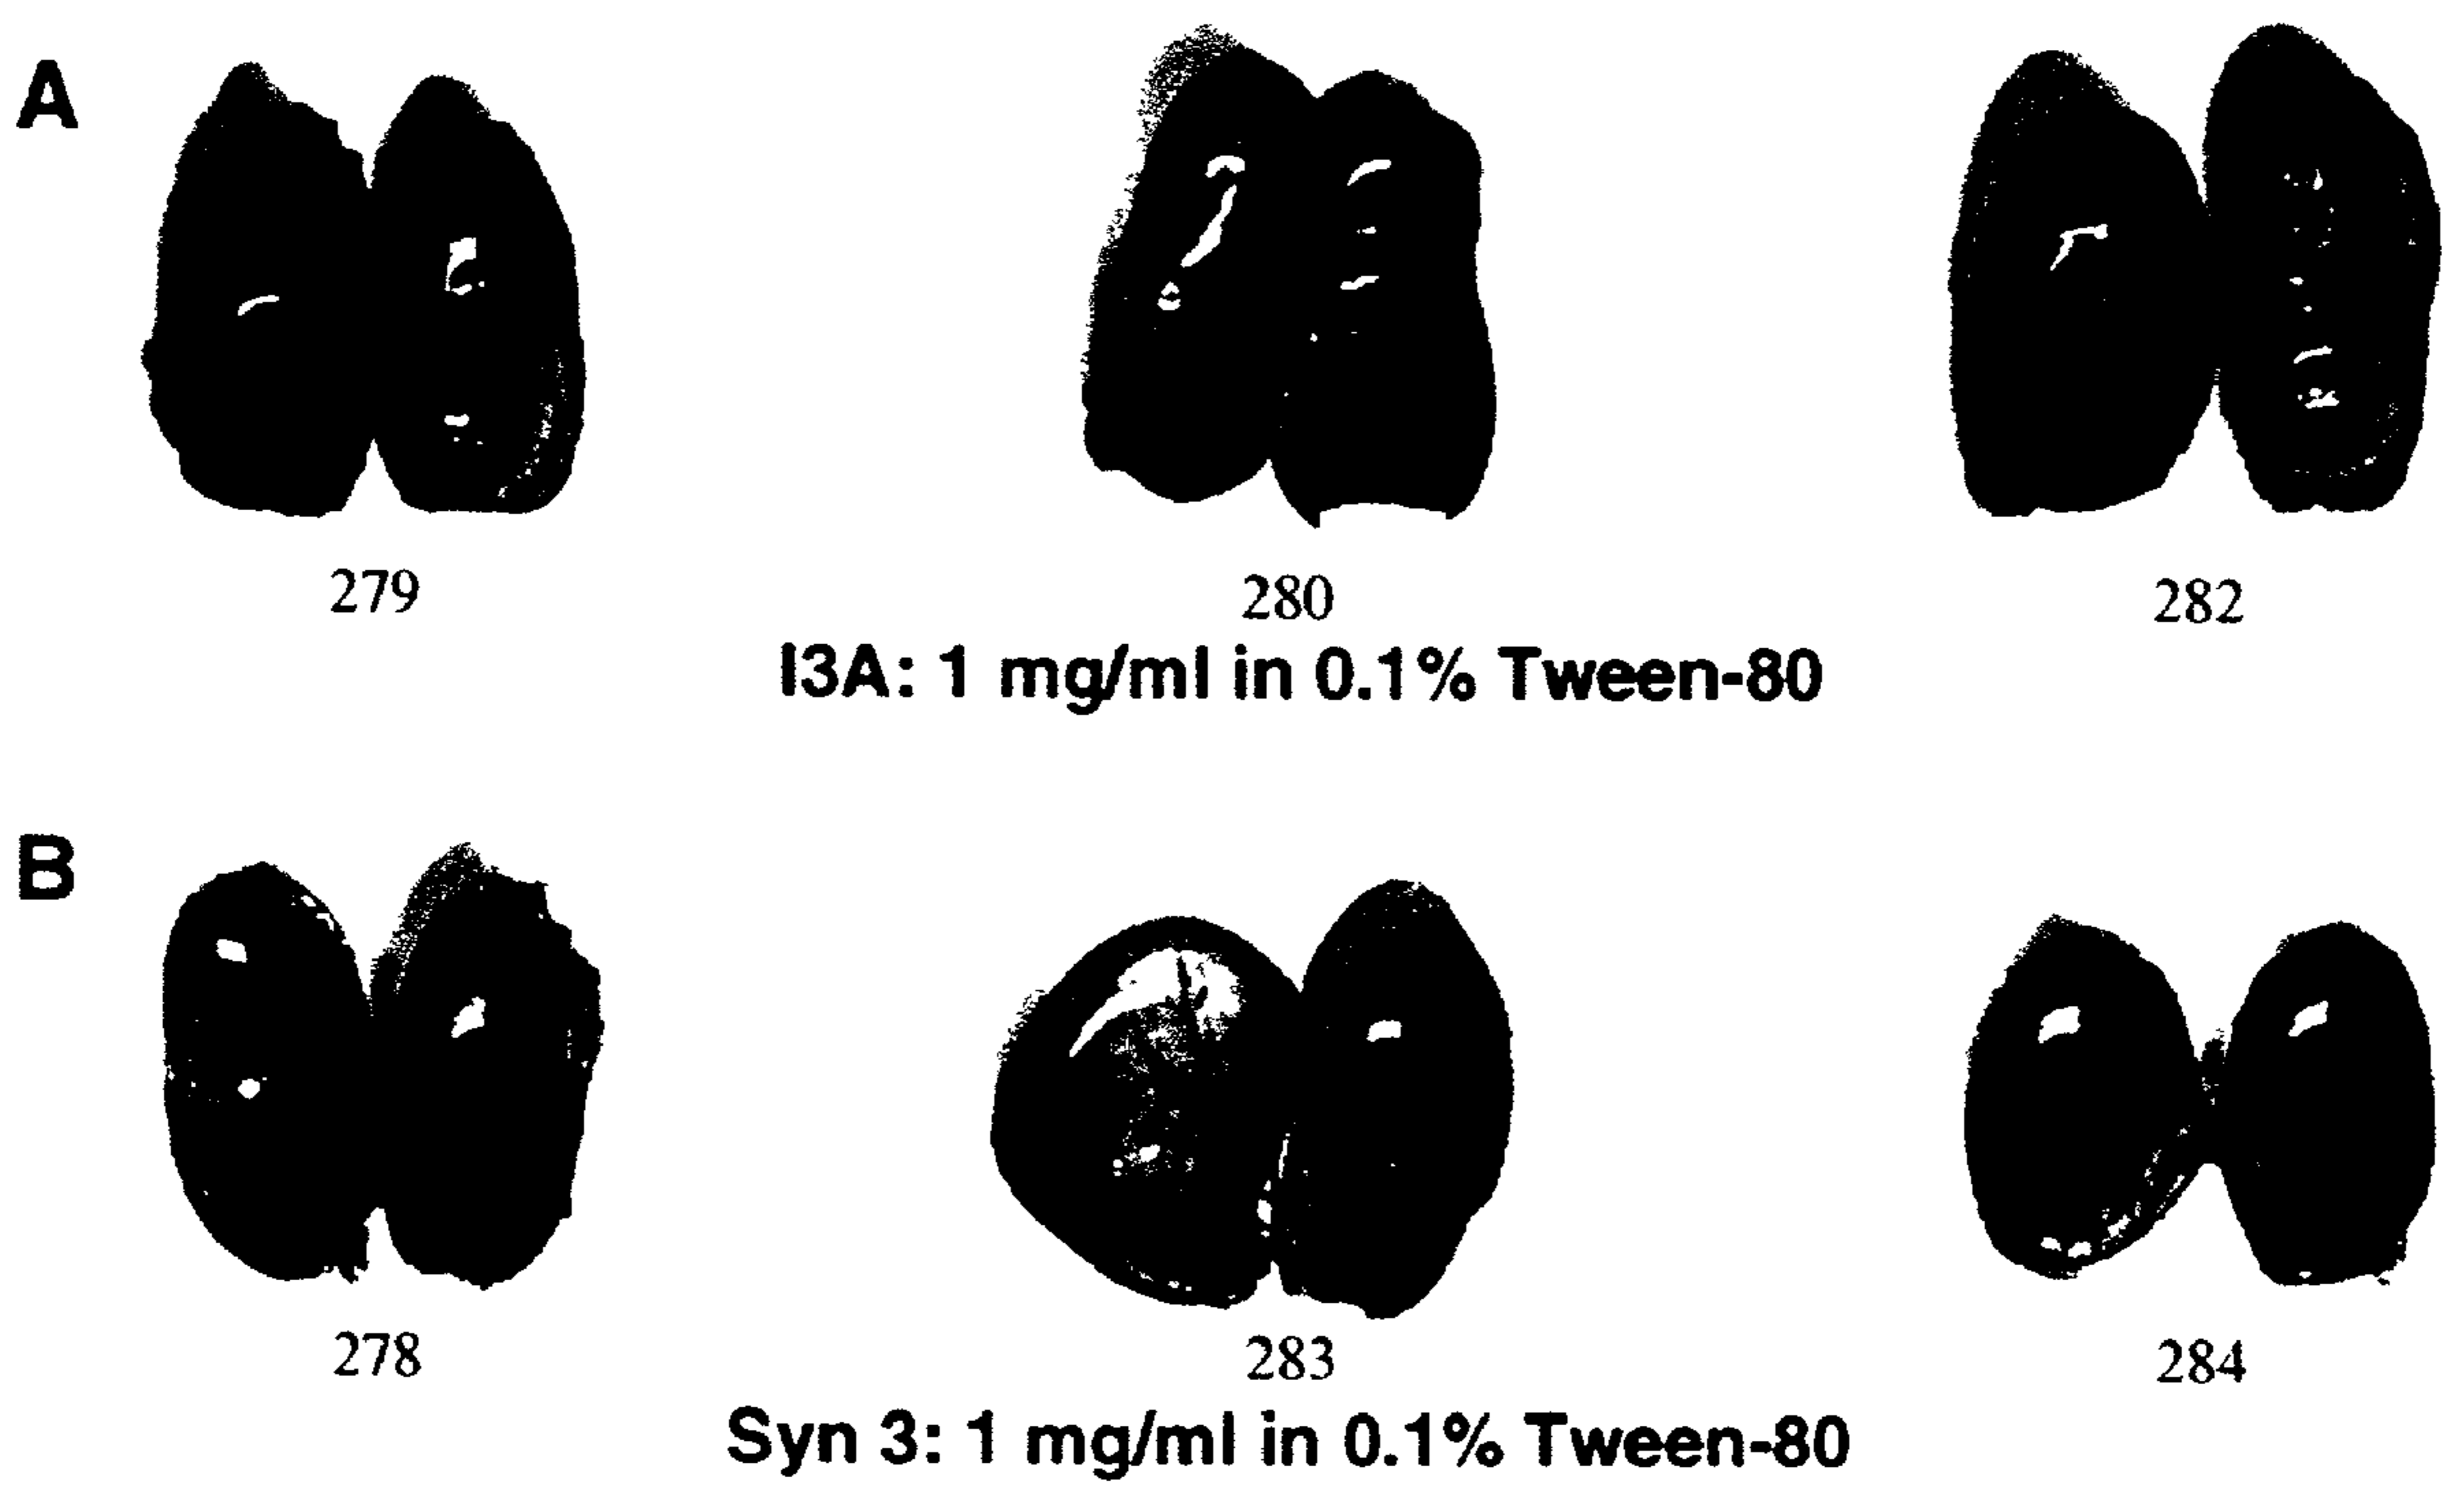 A
279 280 282
I3A: 1 mg/ml in 0.1% Tween-80
B
278 283 284
Syn 3: 1 mg/ml in 0.1% Tween-80